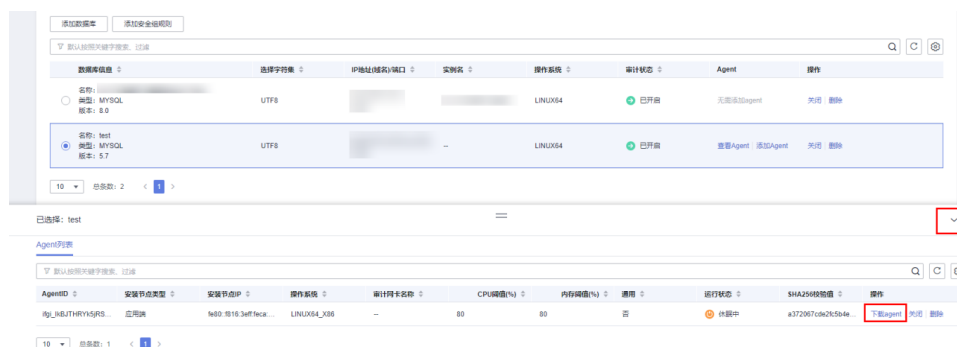 添加数据库 添加安全组规则
默认按照关键字搜索、过滤
数据库信息 选择字符集 IP地址(域名)/端口 实例名 操作系统 审计状态 Agent 操作
名称:
类型: MYSQL UTF8 LINUX64 已开启 无需添加agent 关闭 删除
版本: 8.0
名称: test
类型: MYSQL UTF8 -- LINUX64 已开启 查看Agent 添加Agent 关闭 删除
版本: 5.7
10 总条数: 2 < 1 >
已选择: test
Agent列表
默认按照关键字搜索、过滤
AgentID 安装节点类型 安装节点IP 操作系统 审计网卡名称 CPU阈值(%) 内存阈值(%) 通用 运行状态 SHA256校验值 操作
应用端 fe80::f816:3eff:feca:... LINUX64_X86 -- 80 80 否 休眠中 a372067cde2fc5b4e... 下载agent 关闭 删除
10 总条数: 1 < 1 >